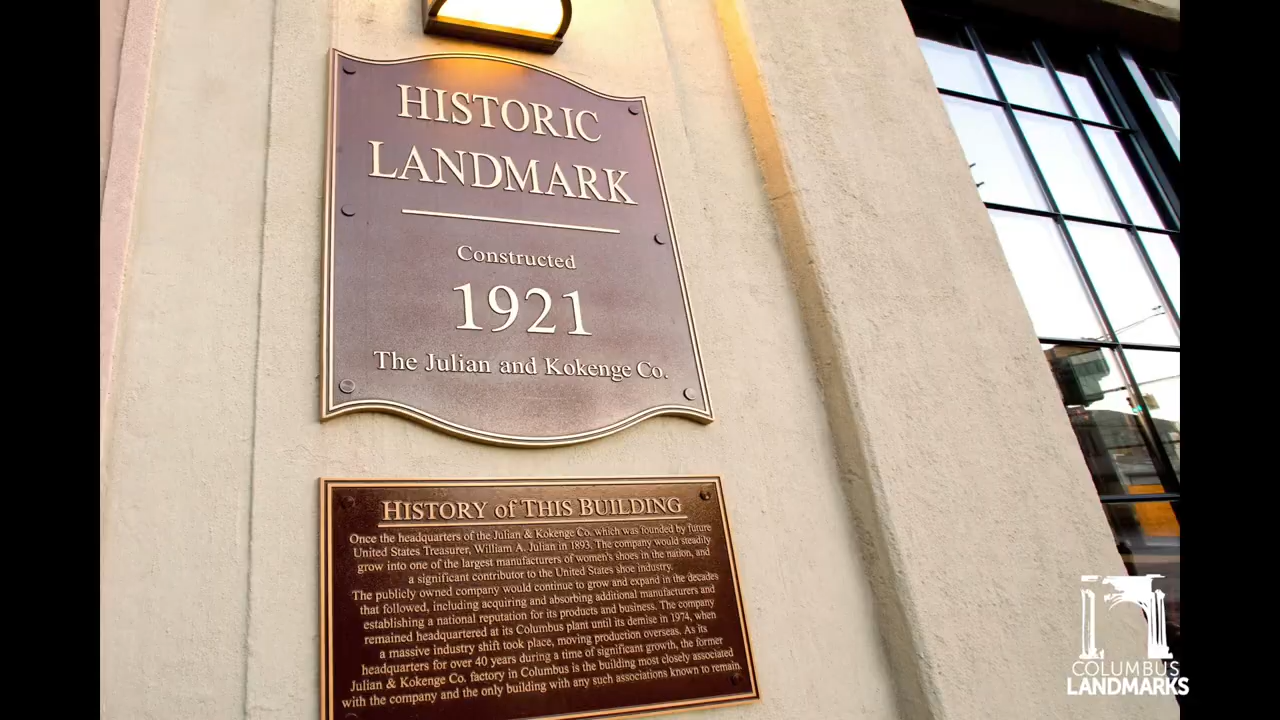 HISTORIC
LANDMARK
Constructed
1921
The Julian and Kokenge Co.
HISTORY of THIS BUILDING
Once the headquarters of the Julian & Kokenge Co. which was founded by future
United States Treasurer, William A. Julian in 1893. The company would steadily
grow into one of the largest manufacturers of women's shoes in the nation, and
a significant contributor to the United States shoe industry.
The publicly owned company would continue to grow and expand in the decades
that followed, including acquiring and absorbing additional manufacturers and
establishing a national reputation for its products and business. The company
remained headquartered at its Columbus plant until its demise in 1974, when
a massive industry shift took place, moving production overseas. As its
headquarters for over 40 years during a time of significant growth, the former
Julian & Kokenge Co. factory in Columbus is the building most closely associated
with the company and the only building with any such associations known to remain.
COLUMBUS
LANDMARKS